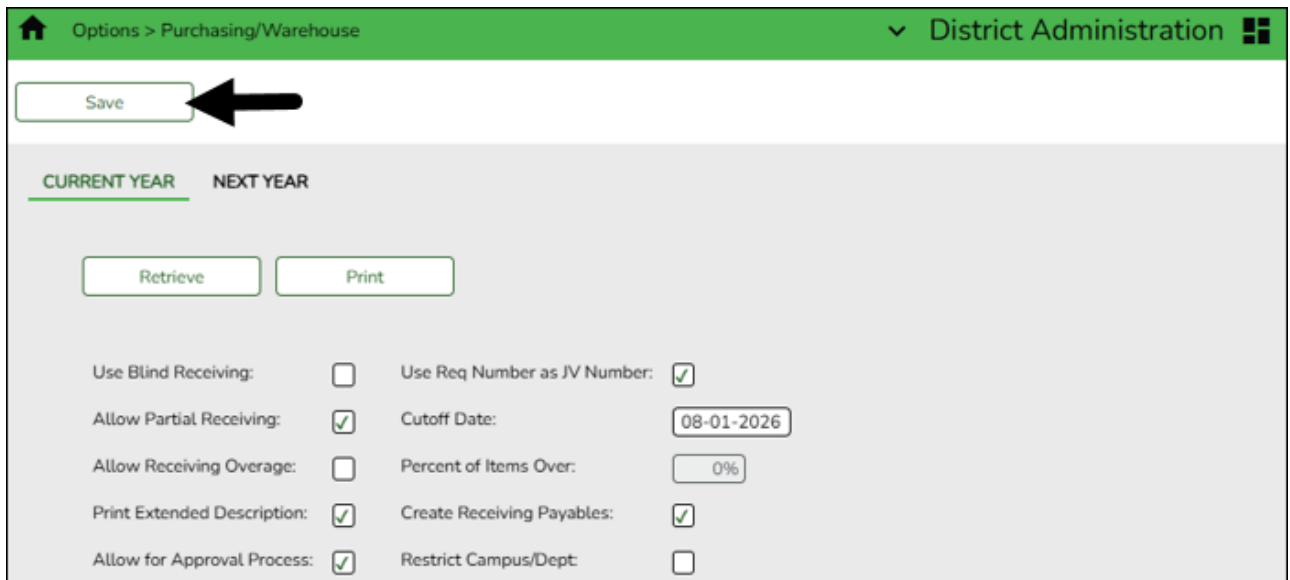 Options > Purchasing/Warehouse District Administration
Save
CURRENT YEAR NEXT YEAR
Retrieve Print
Use Blind Receiving: Use Req Number as JV Number:
Allow Partial Receiving: Cutoff Date: 08-01-2026
Allow Receiving Overage: Percent of Items Over: 0%
Print Extended Description: Create Receiving Payables:
Allow for Approval Process: Restrict Campus/Dept: